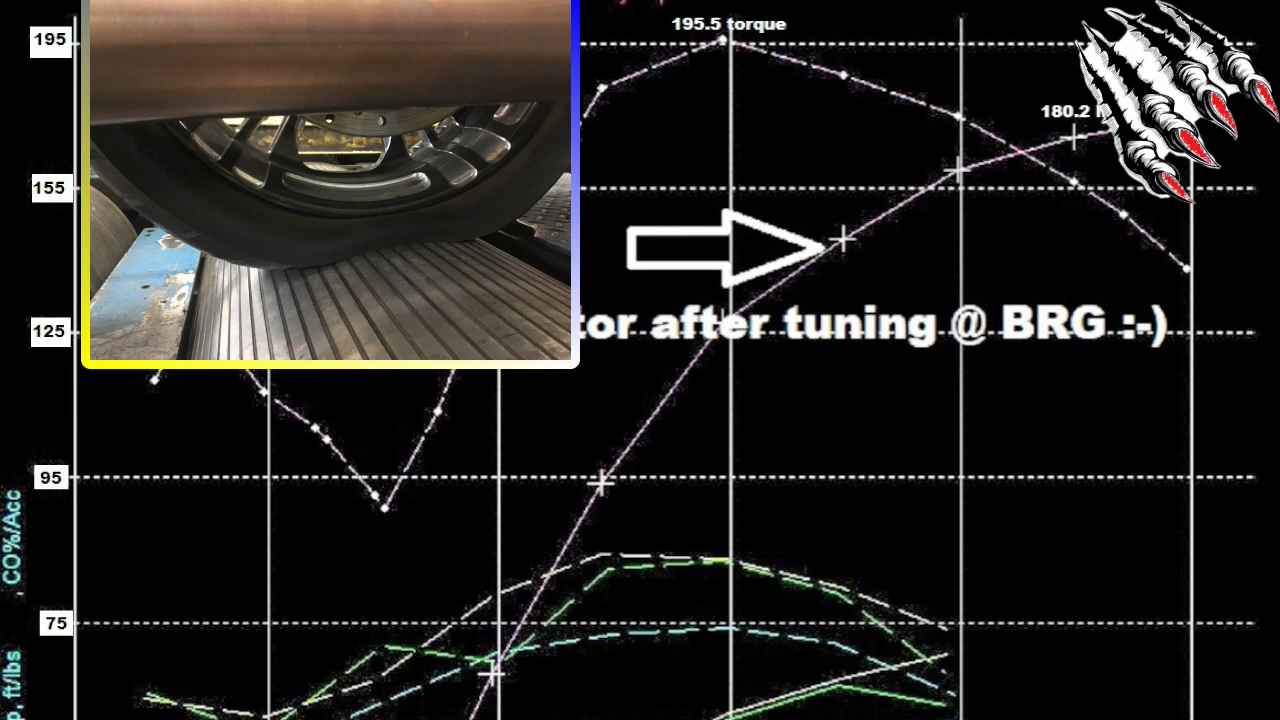 195.5 torque
195
180.2
155
tor after tuning @ BRG :-)
125
95
75
, CO%/Acc
p, ft/lbs